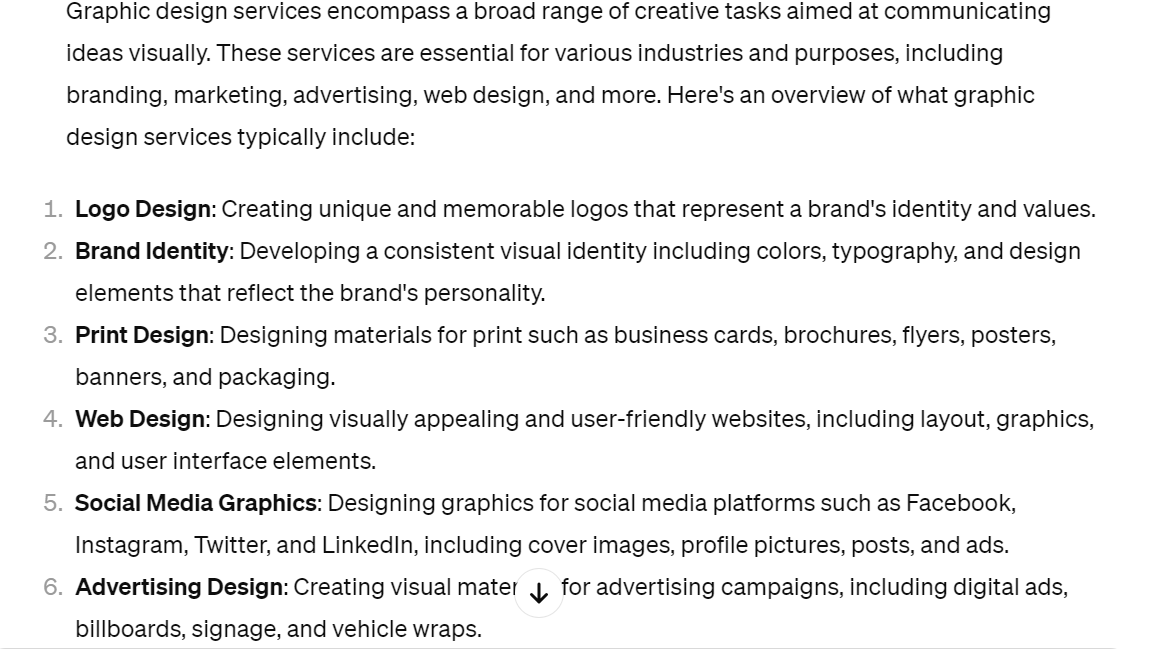 Graphic design services encompass a broad range of creative tasks aimed at communicating
ideas visually. These services are essential for various industries and purposes, including
branding, marketing, advertising, web design, and more. Here's an overview of what graphic
design services typically include:
1. Logo Design: Creating unique and memorable logos that represent a brand's identity and values.
2. Brand Identity: Developing a consistent visual identity including colors, typography, and design
elements that reflect the brand's personality.
3. Print Design: Designing materials for print such as business cards, brochures, flyers, posters,
banners, and packaging.
4. Web Design: Designing visually appealing and user-friendly websites, including layout, graphics,
and user interface elements.
5. Social Media Graphics: Designing graphics for social media platforms such as Facebook,
Instagram, Twitter, and LinkedIn, including cover images, profile pictures, posts, and ads.
6. Advertising Design: Creating visual for advertising campaigns, including digital ads,
billboards, signage, and vehicle wraps.